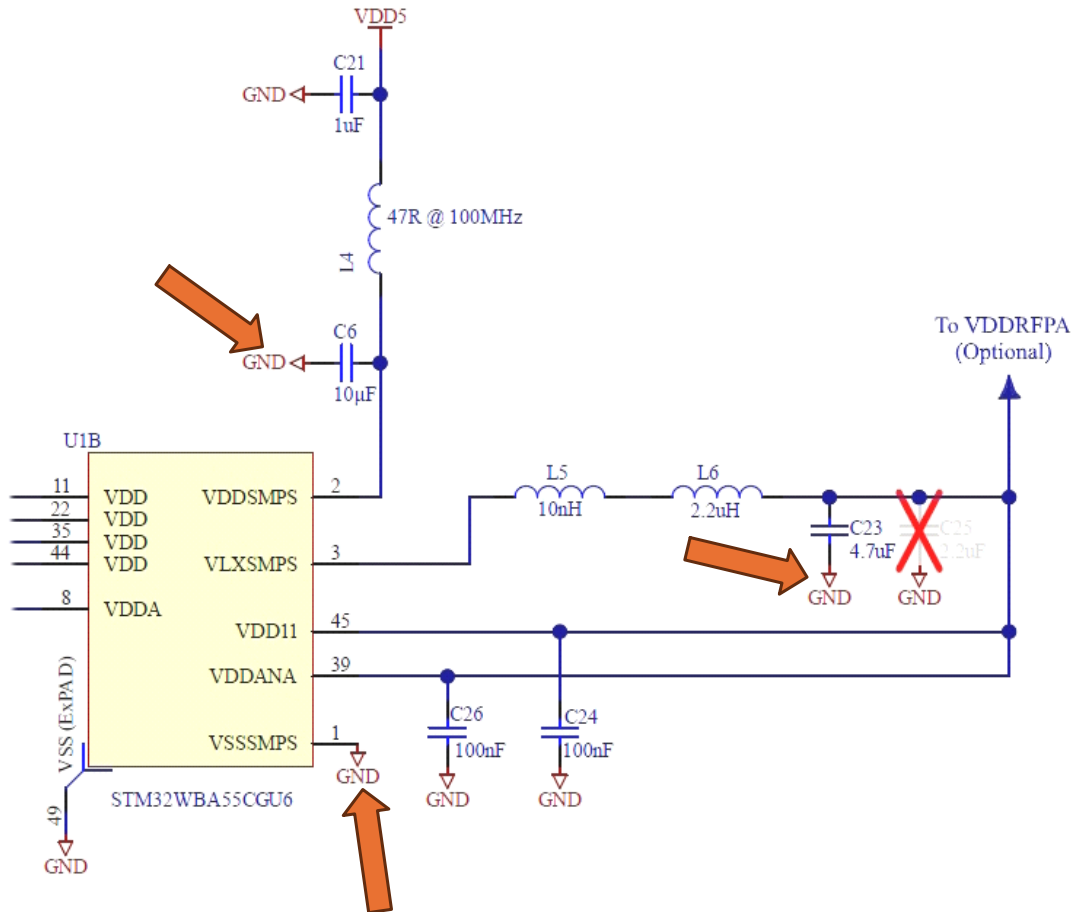 VDD5
C21
GND
1uF
47R @ 100MHz
L4
C6
GND
10µF
To VDDRFPA
(Optional)
U1B
11 VDD
22 VDD
35 VDD
44 VDD
8 VDDA
VDDSMPS 2
VLXSMPS 3
VDD11 45
VDDANA 39
VSSSMPS 1
L5
10nH
L6
2.2uH
C23
4.7uF
GND
C25
2.2uF
GND
C26
100nF
GND
C24
100nF
GND
GND
VSS (ExPAD)
STM32WBA55CGU6
49
GND